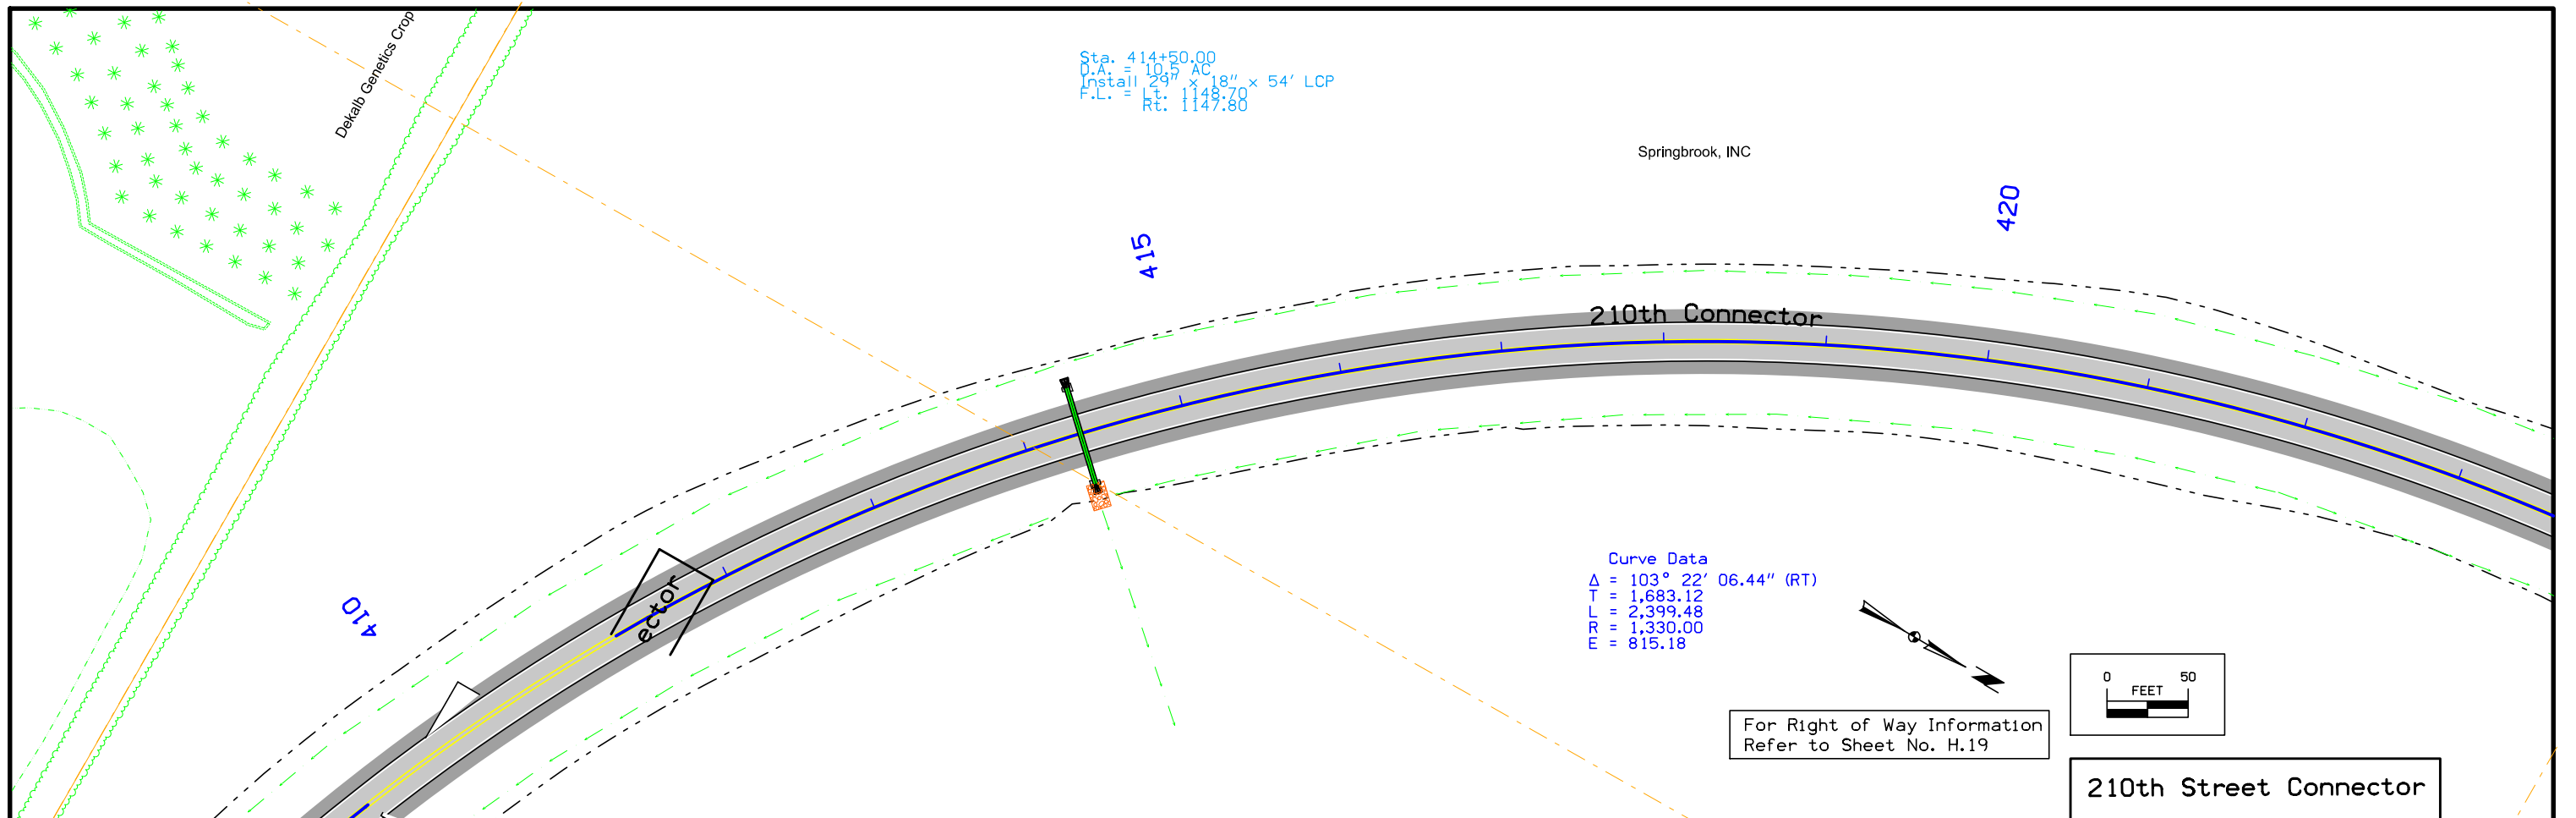 Dekalb Genetics Crop
Sta. 414+50.00
D.A. = 10.5 AC
Install 29" x 18" x 54' LCP
F.L. = Lt. 1148.70
Rt. 1147.80
Springbrook, INC
420
415
210th Connector
410
ector
Curve Data
Δ = 103° 22' 06.44" (RT)
T = 1,683.12
L = 2,399.48
R = 1,330.00
E = 815.18
N
0 50
FEET
For Right of Way Information
Refer to Sheet No. H.19
210th Street Connector